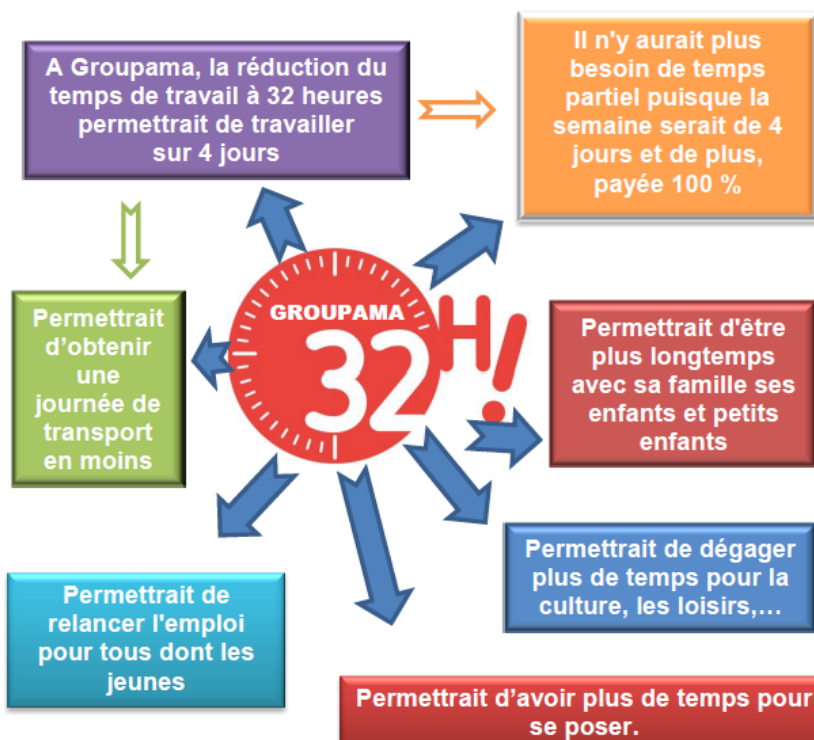 A Groupama, la réduction du
temps de travail à 32 heures
permettrait de travailler
sur 4 jours
Il n'y aurait plus
besoin de temps
partiel puisque la
semaine serait de 4
jours et de plus,
payée 100 %
Permettrait
d’obtenir
une
journée de
transport
en moins
GROUPAMA
32H!
Permettrait d'être
plus longtemps
avec sa famille ses
enfants et petits
enfants
Permettrait de dégager
plus de temps pour la
culture, les loisirs,…
Permettrait de
relancer l'emploi
pour tous dont les
jeunes
Permettrait d’avoir plus de temps pour
se poser.